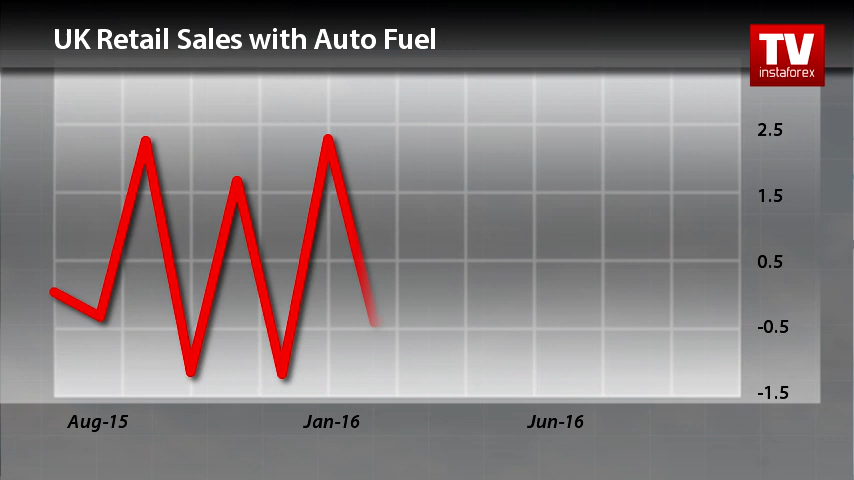 UK Retail Sales with Auto Fuel
TV
instaforex
2.5
1.5
0.5
-0.5
-1.5
Aug-15
Jan-16
Jun-16